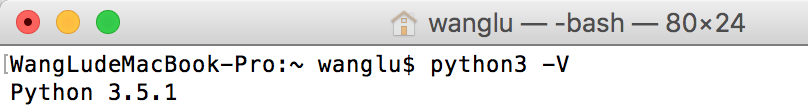 wanglu — -bash — 80×24
WangLudeMacBook-Pro:~ wanglu$ python3 -V
Python 3.5.1